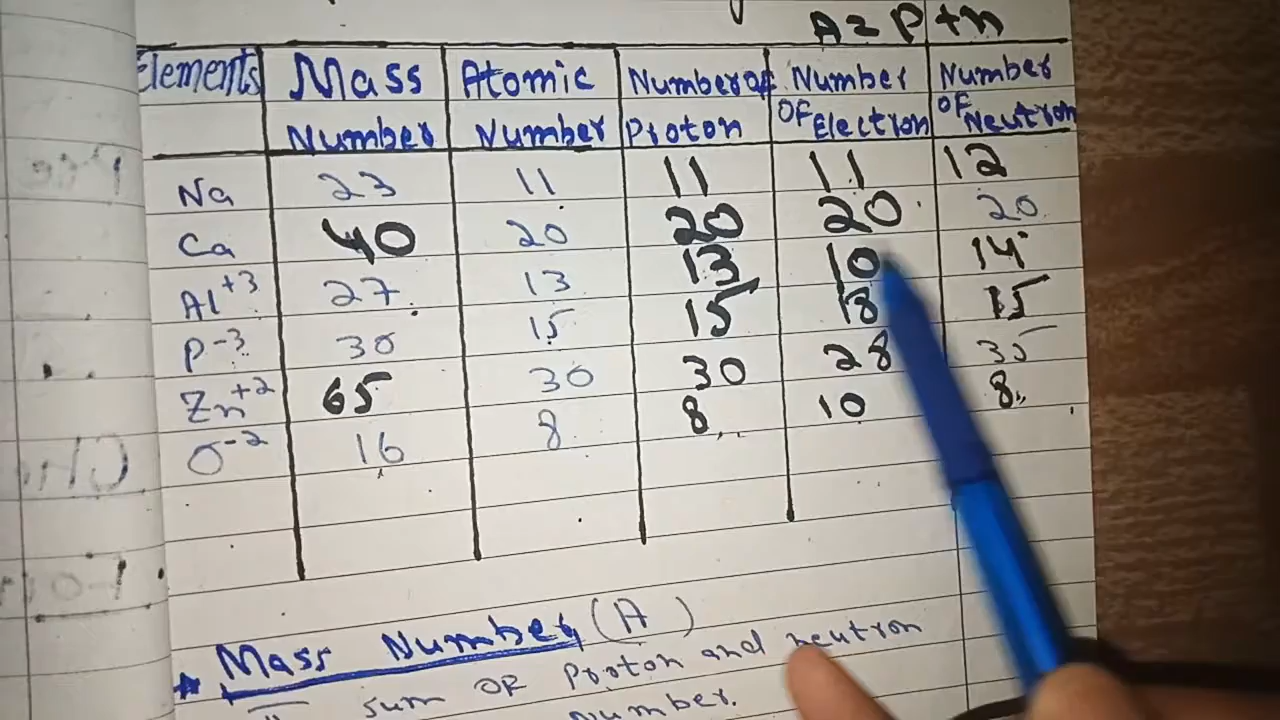 A = P + n
Elements Mass Number Atomic Number Number OF Proton Number OF Electron Number OF Neutron
Na 23 11 11 11 12
Ca 40 20 20 20 20
Al+3 27 13 13 10 14
P-3 30 15 15 18 15
Zn+2 65 30 30 28 35
O-2 16 8 8 10 8
Mass Number (A)
sum OF Proton and neutron
number.